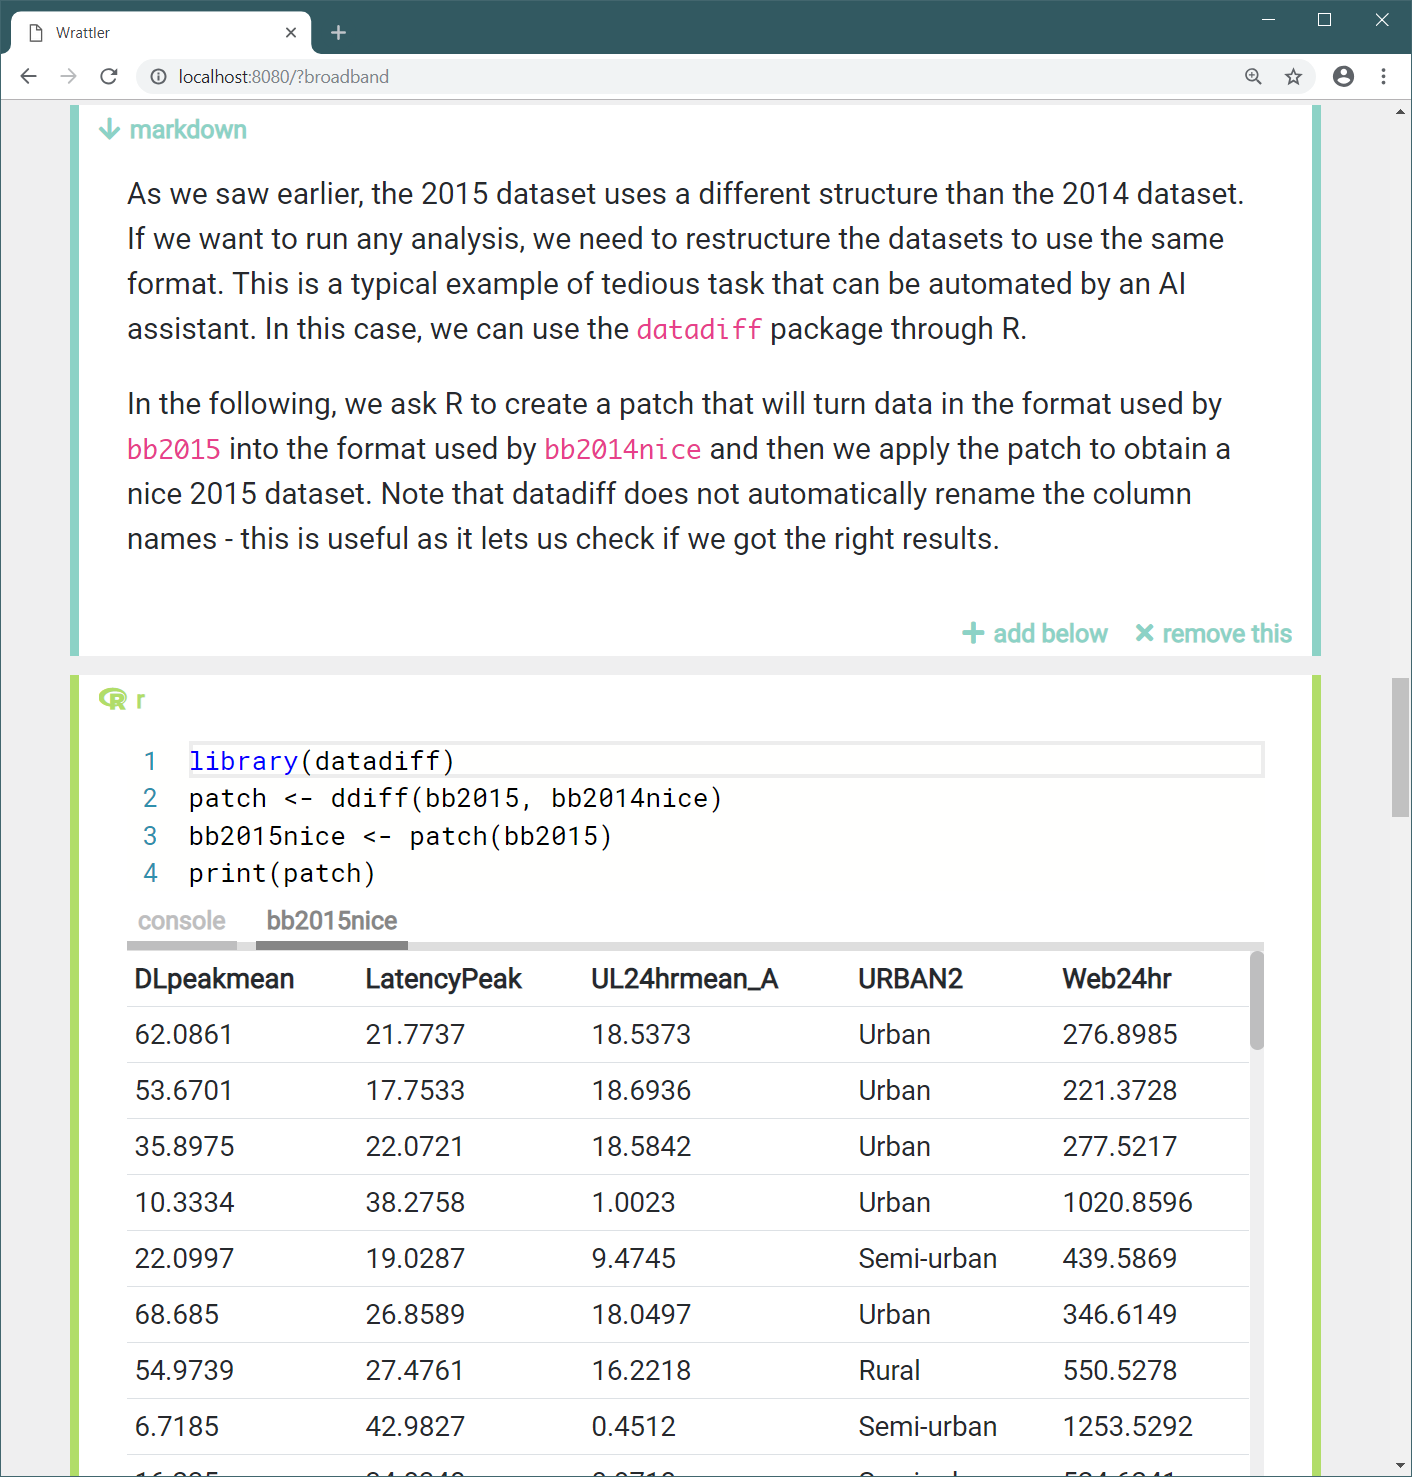 Wrattler
localhost:8080/?broadband
markdown
As we saw earlier, the 2015 dataset uses a different structure than the 2014 dataset.
If we want to run any analysis, we need to restructure the datasets to use the same
format. This is a typical example of tedious task that can be automated by an AI
assistant. In this case, we can use the datadiff package through R.
In the following, we ask R to create a patch that will turn data in the format used by
bb2015 into the format used by bb2014nice and then we apply the patch to obtain a
nice 2015 dataset. Note that datadiff does not automatically rename the column
names - this is useful as it lets us check if we got the right results.
add below remove this
R r
1 library(datadiff)
2 patch <- ddiff(bb2015, bb2014nice)
3 bb2015nice <- patch(bb2015)
4 print(patch)
console bb2015nice
DLpeakmean LatencyPeak UL24hrmean_A URBAN2 Web24hr
62.0861 21.7737 18.5373 Urban 276.8985
53.6701 17.7533 18.6936 Urban 221.3728
35.8975 22.0721 18.5842 Urban 277.5217
10.3334 38.2758 1.0023 Urban 1020.8596
22.0997 19.0287 9.4745 Semi-urban 439.5869
68.685 26.8589 18.0497 Urban 346.6149
54.9739 27.4761 16.2218 Rural 550.5278
6.7185 42.9827 0.4512 Semi-urban 1253.5292